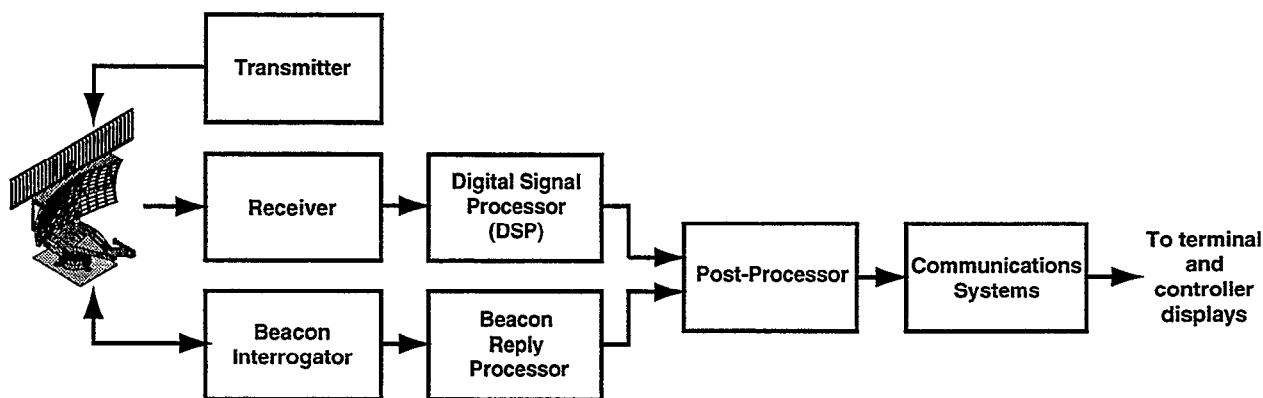 Transmitter
Receiver
Digital Signal
Processor
(DSP)
Post-Processor
Communications
Systems
To terminal
and
controller
displays
Beacon
Interrogator
Beacon
Reply
Processor